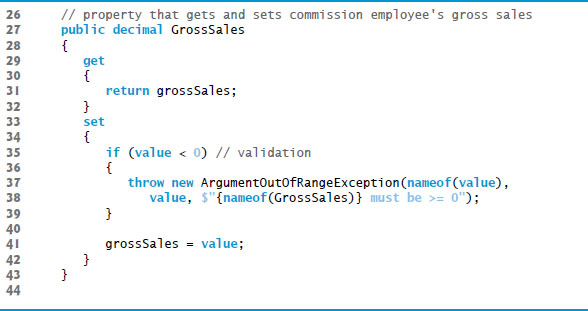 26 // property that gets and sets commission employee's gross sales
27 public decimal GrossSales
28 {
29 get
30 {
31 return grossSales;
32 }
33 set
34 {
35 if (value < 0) // validation
36 {
37 throw new ArgumentOutOfRangeException(nameof(value),
38 value, $"{nameof(GrossSales)} must be >= 0");
39 }
40
41 grossSales = value;
42 }
43 }
44